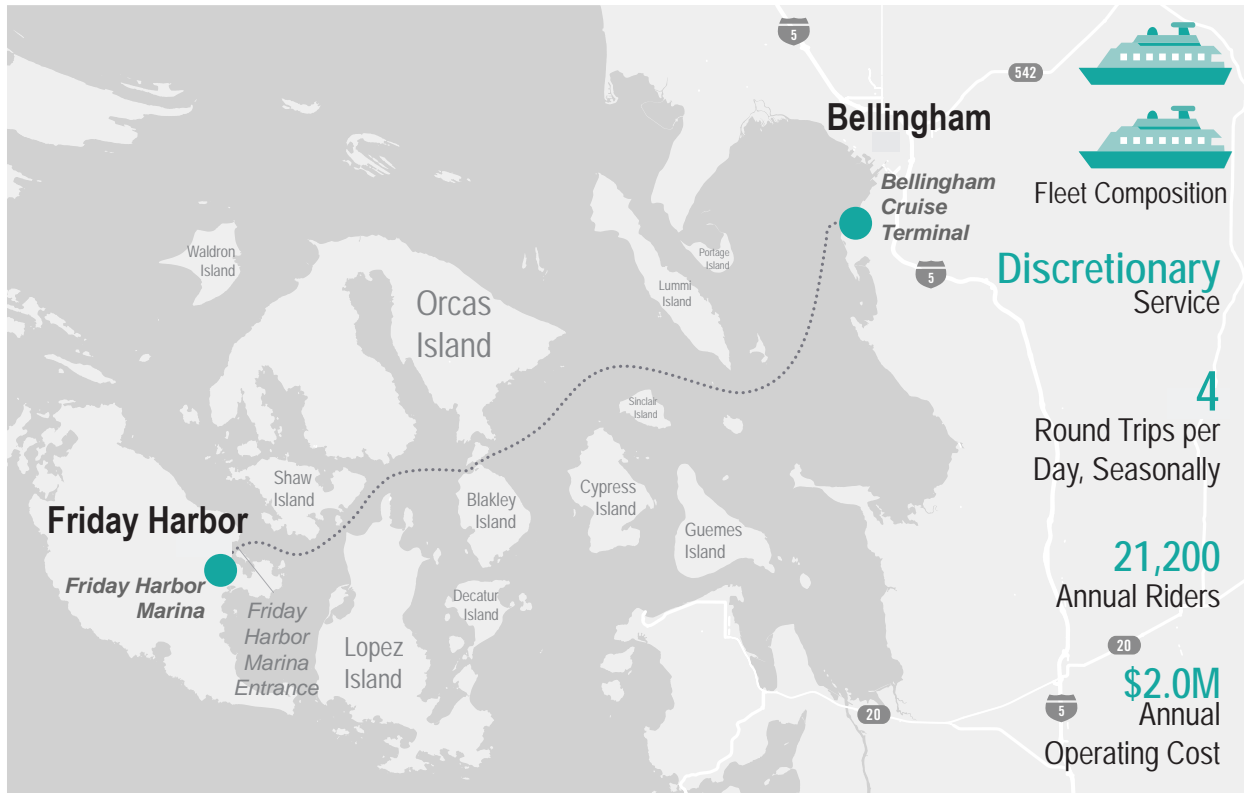 5
542
Bellingham
Bellingham
Cruise
Terminal
Fleet Composition
Waldron
Island
Portage
Island
Lummi
Island
5
Discretionary
Service
Orcas
Island
Sinclair
Island
4
Round Trips per
Day, Seasonally
Shaw
Island
Blakley
Island
Cypress
Island
Guemes
Island
Friday Harbor
Friday Harbor
Marina
Friday
Harbor
Marina
Entrance
Decatur
Island
Lopez
Island
21,200
Annual Riders
20
20
5
$2.0M
Annual
Operating Cost